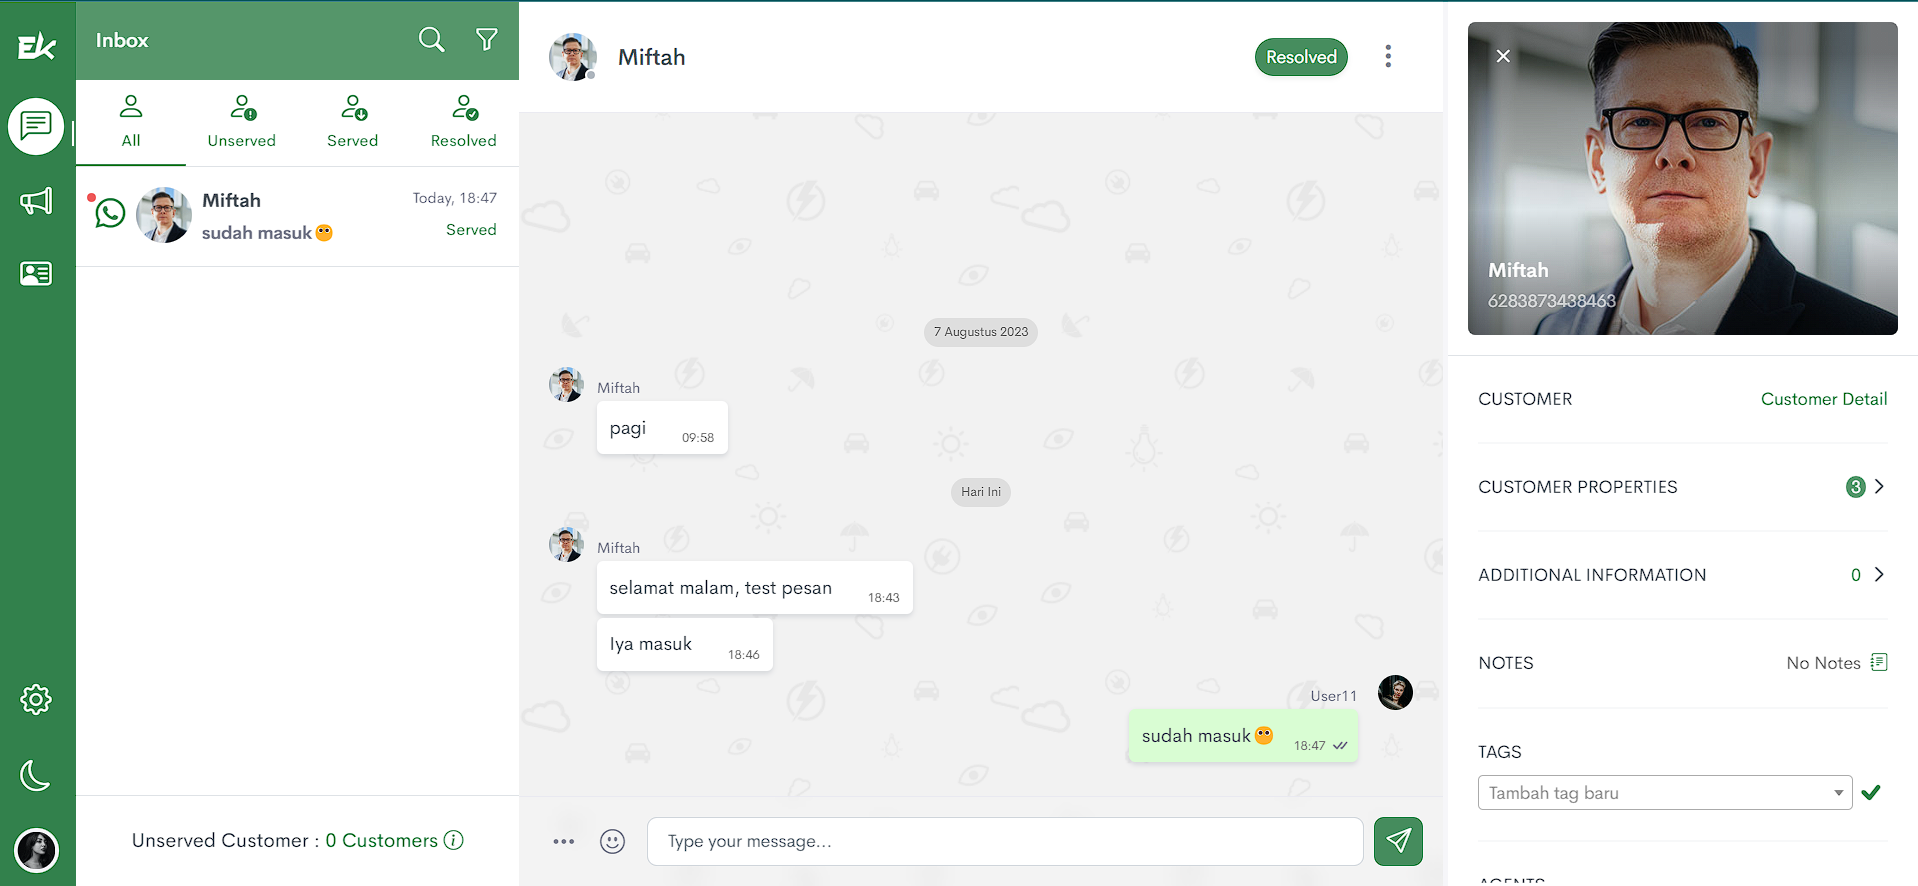 Ek
Inbox
All
Unserved
Served
Resolved
Miftah
Today, 18:47
sudah masuk😶
Served
Unserved Customer : 0 Customers
Miftah
Resolved
7 Augustus 2023
Miftah
pagi
09:58
Hari Ini
Miftah
selamat malam, test pesan
18:43
Iya masuk
18:46
User11
sudah masuk😶
18:47
Type your message...
Miftah
6283873438463
CUSTOMER
Customer Detail
CUSTOMER PROPERTIES
3
ADDITIONAL INFORMATION
0
NOTES
No Notes
TAGS
Tambah tag baru
AGENTS